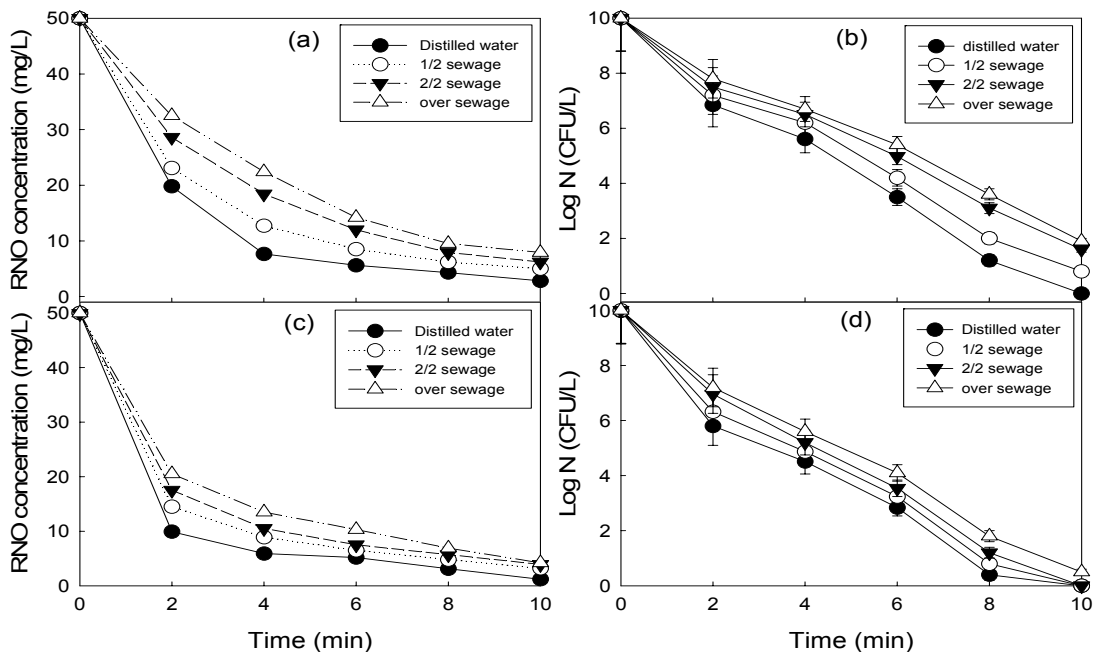 50
40
30
20
10
0
RNO concentration (mg/L)
(a)
Distilled water
1/2 sewage
2/2 sewage
over sewage
10
8
6
4
2
0
Log N (CFU/L)
(b)
distilled water
1/2 sewage
2/2 sewage
over sewage
50
40
30
20
10
0
RNO concentration (mg/L)
(c)
Distilled water
1/2 sewage
2/2 sewage
over sewage
0 2 4 6 8 10
Time (min)
10
8
6
4
2
0
Log N (CFU/L)
(d)
Distilled water
1/2 sewage
2/2 sewage
over sewage
0 2 4 6 8 10
Time (min)